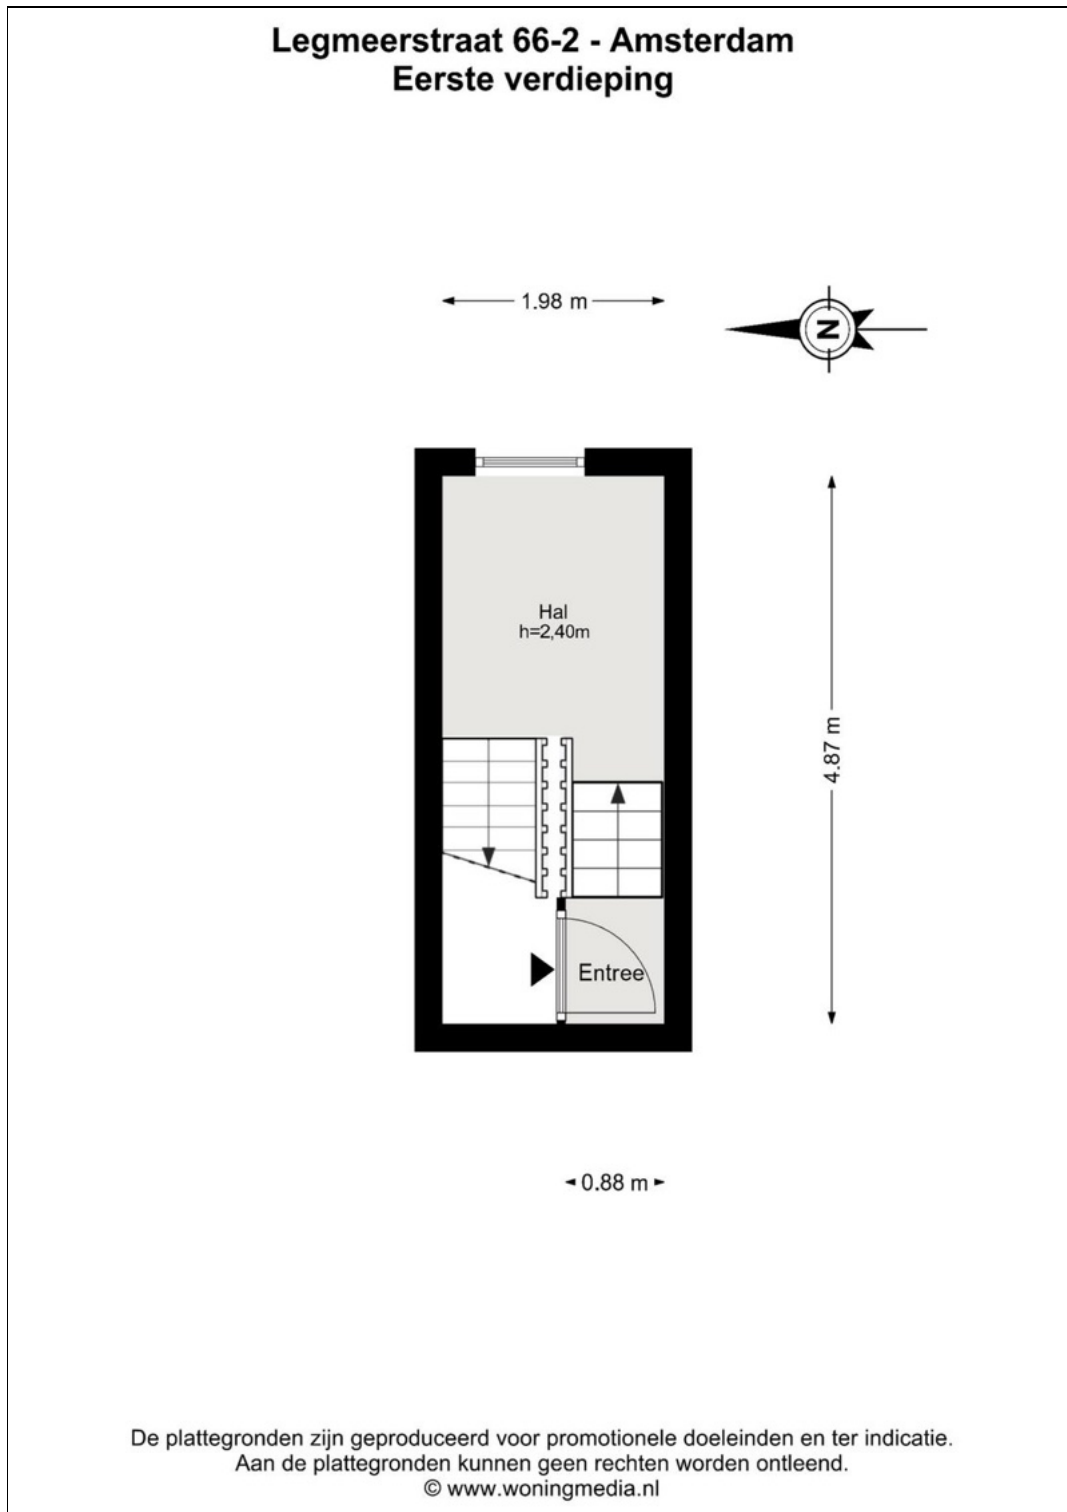 Legmeerstraat 66-2 - Amsterdam
Eerste verdieping
1.98 m
N
Hal
h=2,40m
4.87 m
Entree
0.88 m
De plattegronden zijn geproduceerd voor promotionele doeleinden en ter indicatie.
Aan de plattegronden kunnen geen rechten worden ontleend.
© www.woningmedia.nl